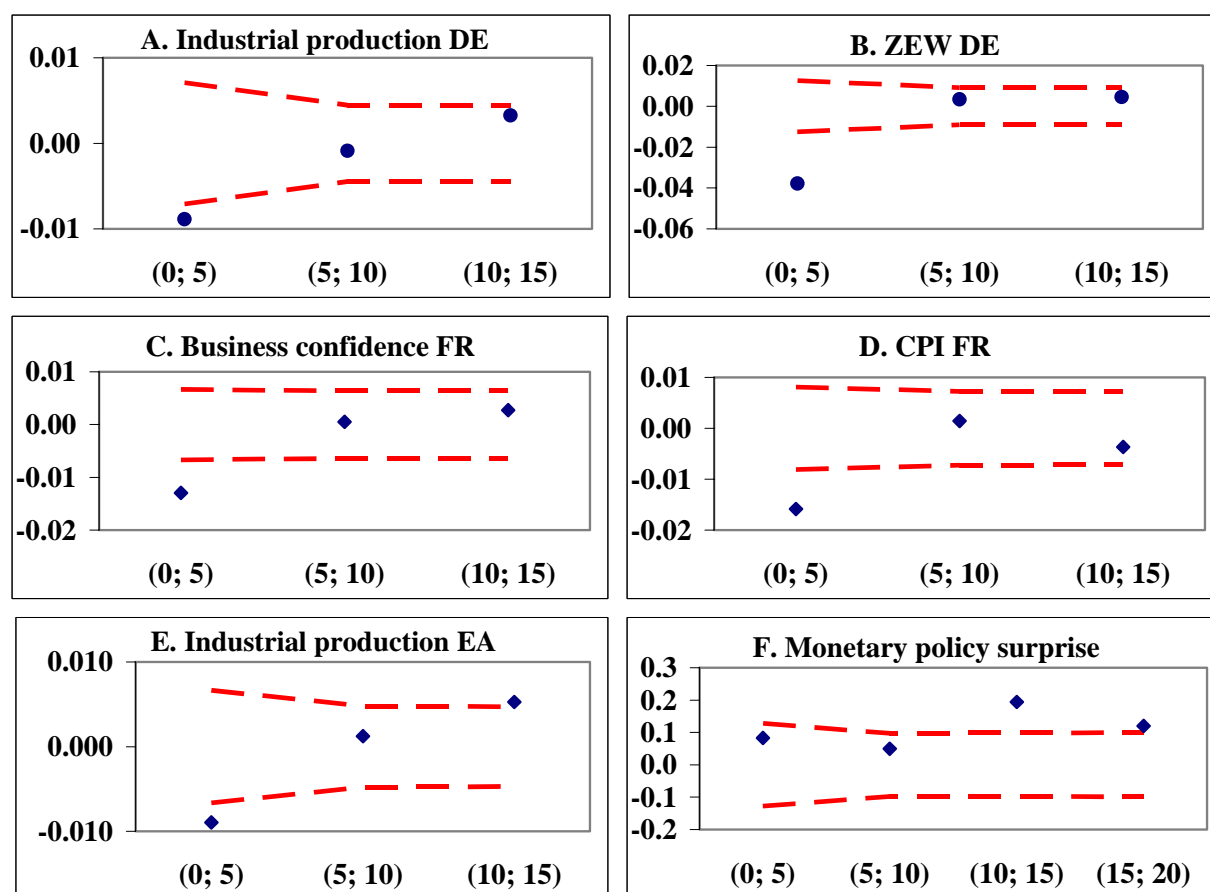 A. Industrial production DE
0.01
0.00
-0.01
(0; 5) (5; 10) (10; 15)
B. ZEW DE
0.02
0.00
-0.02
-0.04
-0.06
(0; 5) (5; 10) (10; 15)
C. Business confidence FR
0.01
0.00
-0.01
-0.02
(0; 5) (5; 10) (10; 15)
D. CPI FR
0.01
0.00
-0.01
-0.02
(0; 5) (5; 10) (10; 15)
E. Industrial production EA
0.010
0.000
-0.010
(0; 5) (5; 10) (10; 15)
F. Monetary policy surprise
0.3
0.2
0.1
0.0
-0.1
-0.2
(0; 5) (5; 10) (10; 15) (15; 20)